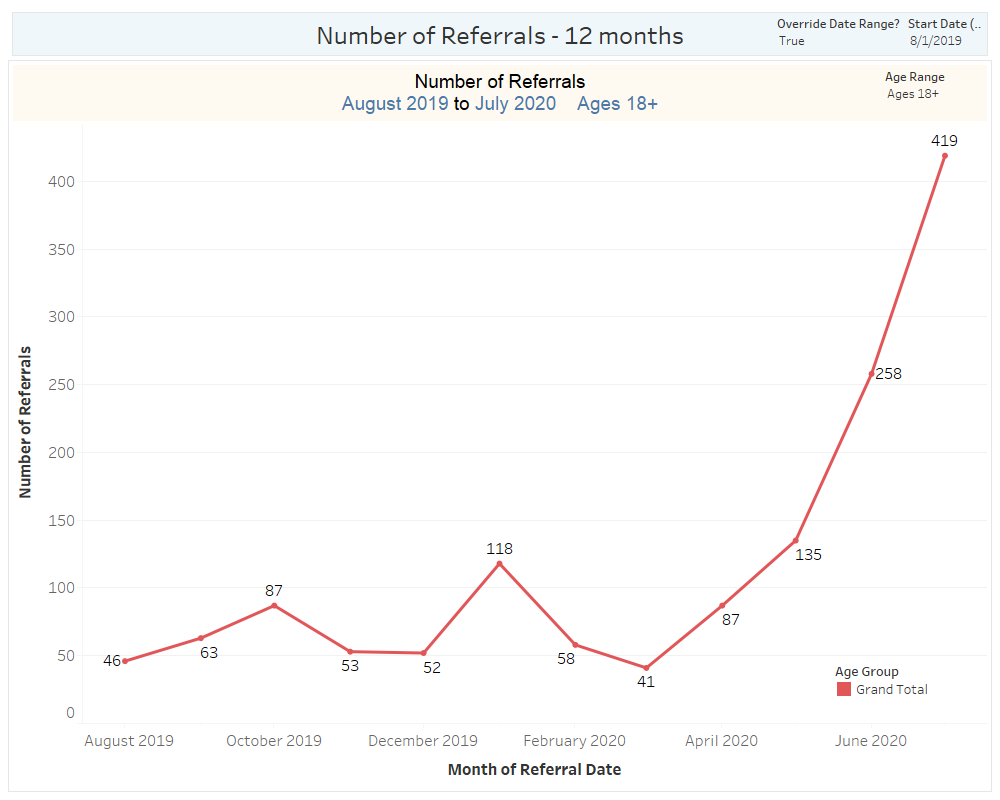 Number of Referrals - 12 months
Override Date Range?
True
Start Date (..
8/1/2019
Number of Referrals
August 2019 to July 2020 Ages 18+
Age Range
Ages 18+
Number of Referrals
400
350
300
250
200
150
100
50
0
46
63
87
53
52
118
58
41
87
135
258
419
Age Group
Grand Total
August 2019
October 2019
December 2019
February 2020
April 2020
June 2020
Month of Referral Date